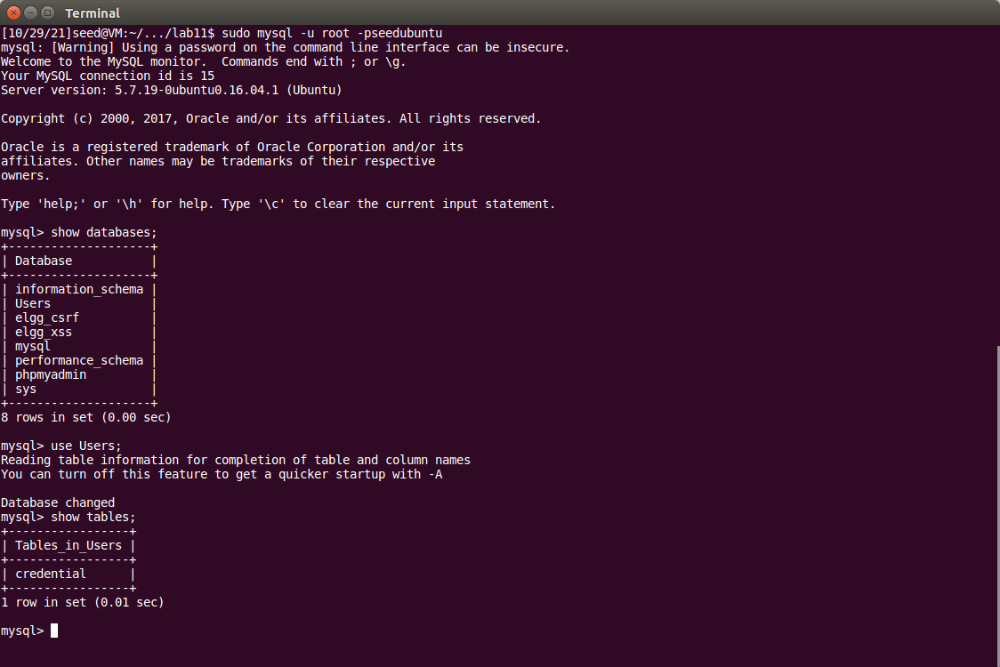 Terminal
[10/29/21]seed@VM:~/.../lab11$ sudo mysql -u root -pseedubuntu
mysql: [Warning] Using a password on the command line interface can be insecure.
Welcome to the MySQL monitor.  Commands end with ; or \g.
Your MySQL connection id is 15
Server version: 5.7.19-0ubuntu0.16.04.1 (Ubuntu)

Copyright (c) 2000, 2017, Oracle and/or its affiliates. All rights reserved.

Oracle is a registered trademark of Oracle Corporation and/or its
affiliates. Other names may be trademarks of their respective
owners.

Type 'help;' or '\h' for help. Type '\c' to clear the current input statement.

mysql> show databases;
+--------------------+
| Database           |
+--------------------+
| information_schema |
| Users              |
| elgg_csrf          |
| elgg_xss           |
| mysql              |
| performance_schema |
| phpmyadmin         |
| sys                |
+--------------------+
8 rows in set (0.00 sec)

mysql> use Users;
Reading table information for completion of table and column names
You can turn off this feature to get a quicker startup with -A

Database changed
mysql> show tables;
+-----------------+
| Tables_in_Users |
+-----------------+
| credential      |
+-----------------+
1 row in set (0.01 sec)

mysql>